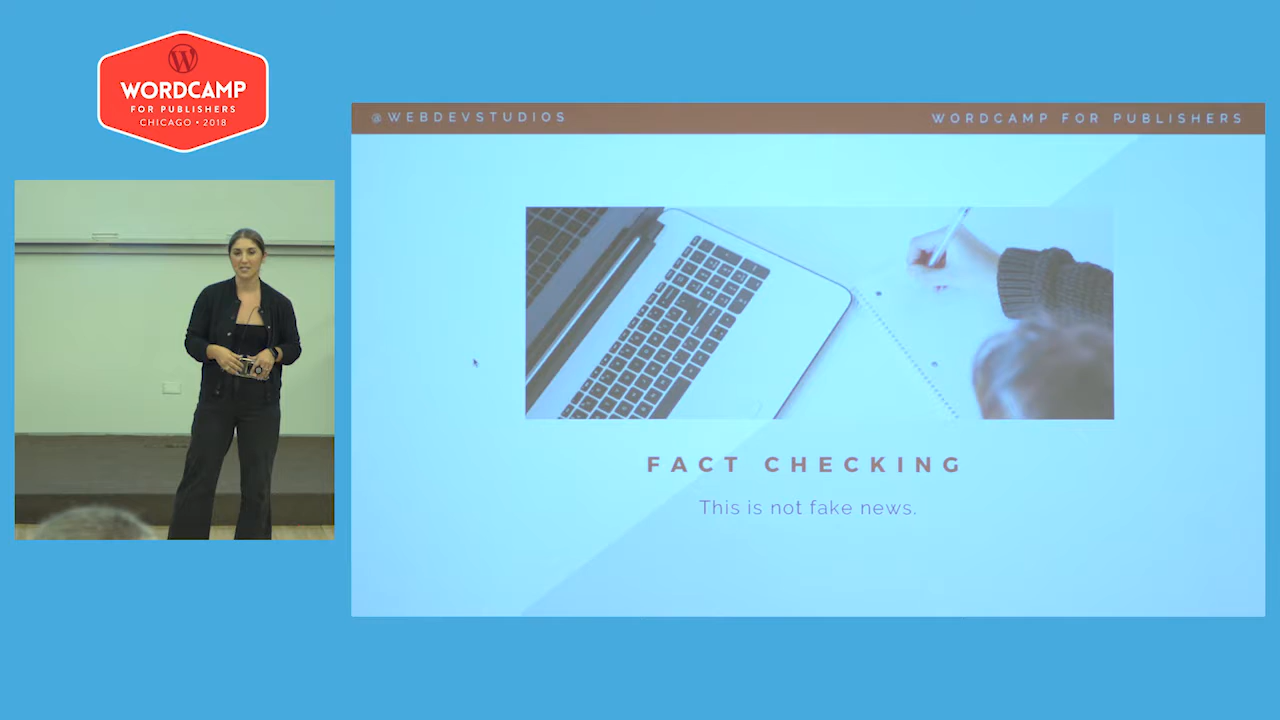 WORDCAMP
FOR PUBLISHERS
CHICAGO • 2018
@WEBDEVSTUDIOS
WORDCAMP FOR PUBLISHERS
FACT CHECKING
This is not fake news.